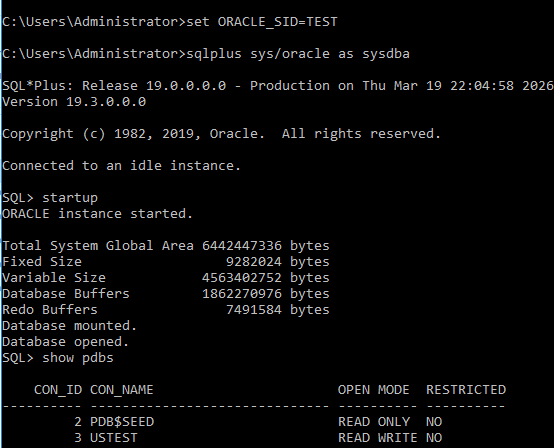 C:\Users\Administrator>set ORACLE_SID=TEST
C:\Users\Administrator>sqlplus sys/oracle as sysdba
SQL*Plus: Release 19.0.0.0.0 - Production on Thu Mar 19 22:04:58 2026
Version 19.3.0.0.0
Copyright (c) 1982, 2019, Oracle.  All rights reserved.
Connected to an idle instance.
SQL> startup
ORACLE instance started.
Total System Global Area 6442447336 bytes
Fixed Size                  9282024 bytes
Variable Size            4563402752 bytes
Database Buffers         1862270976 bytes
Redo Buffers                7491584 bytes
Database mounted.
Database opened.
SQL> show pdbs
    CON_ID CON_NAME                       OPEN MODE  RESTRICTED
---------- ------------------------------ ---------- ----------
         2 PDB$SEED                       READ ONLY  NO
         3 USTEST                         READ WRITE NO